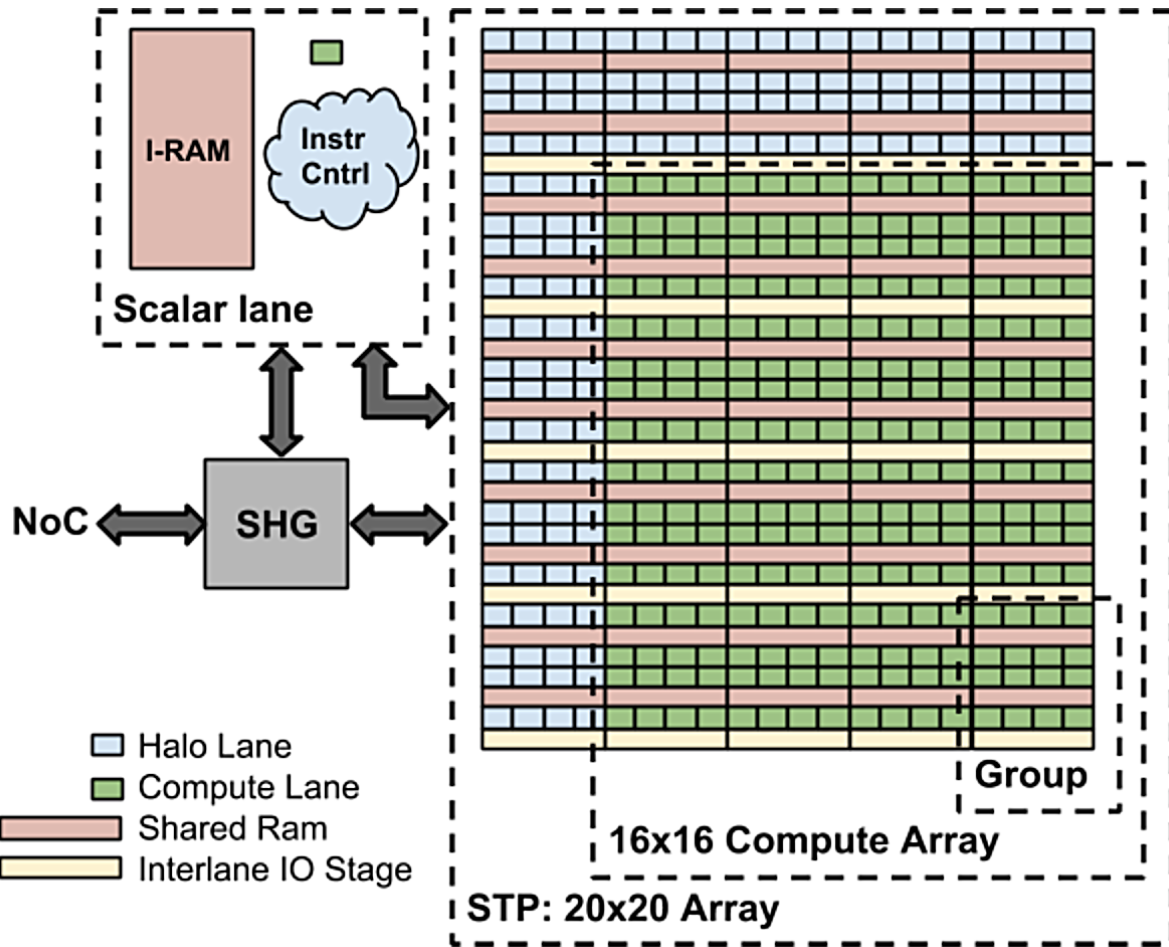 I-RAM
Instr
Cntrl
Scalar lane
NoC
SHG
Halo Lane
Compute Lane
Shared Ram
Interlane IO Stage
Group
16x16 Compute Array
STP: 20x20 Array